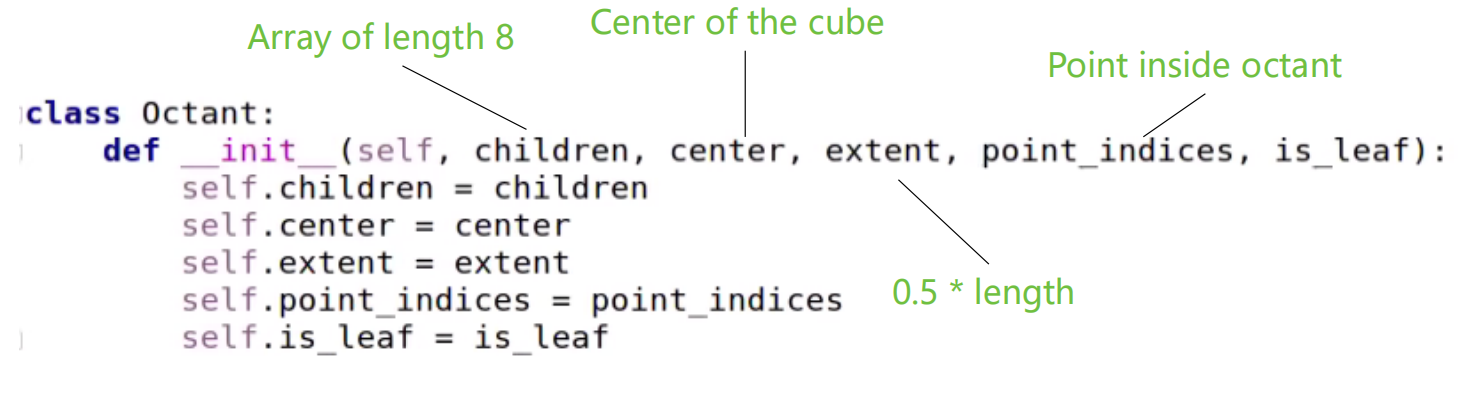 Array of length 8
Center of the cube
Point inside octant
class Octant:
    def __init__(self, children, center, extent, point_indices, is_leaf):
        self.children = children
        self.center = center
        self.extent = extent
        self.point_indices = point_indices
        self.is_leaf = is_leaf
0.5 * length